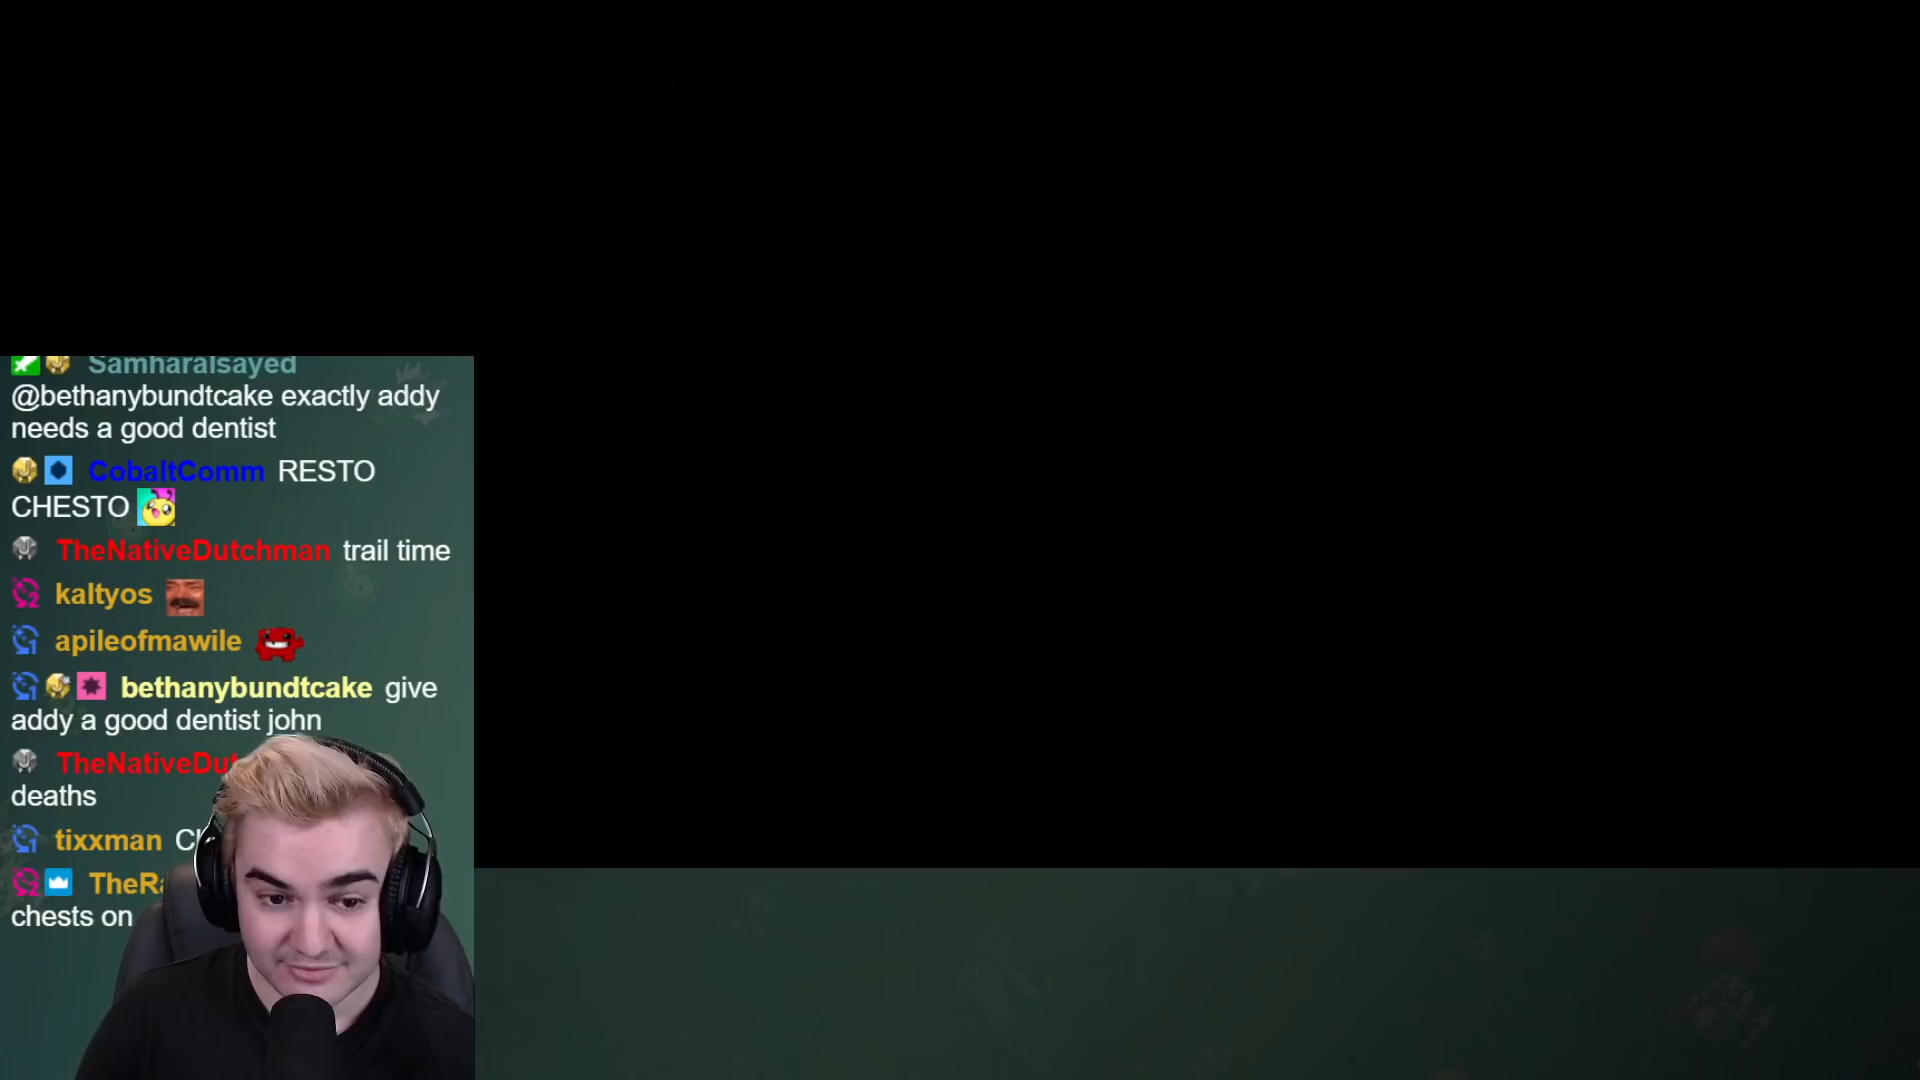 Samharalsayed
@bethanybundtcake exactly addy
needs a good dentist
CobaltComm RESTO
CHESTO
TheNativeDutchman trail time
kaltyos
apileofmawile
bethanybundtcake give
addy a good dentist john
deaths
tixxman
chests on